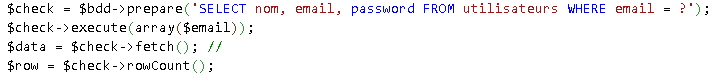 $check = $bdd->prepare('SELECT nom, email, password FROM utilisateurs WHERE email = ?');
$check->execute(array($email));
$data = $check->fetch(); //
$row = $check->rowCount();